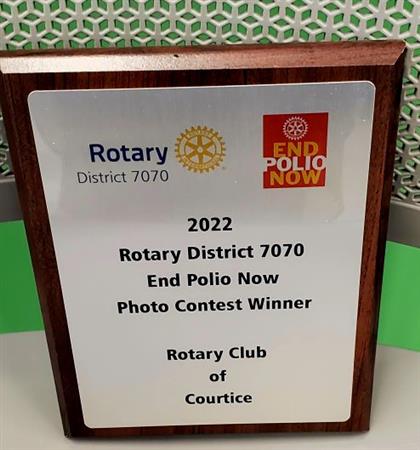 Rotary
District 7070
END
POLIO
NOW
2022
Rotary District 7070
End Polio Now
Photo Contest Winner
Rotary Club
of
Courtice